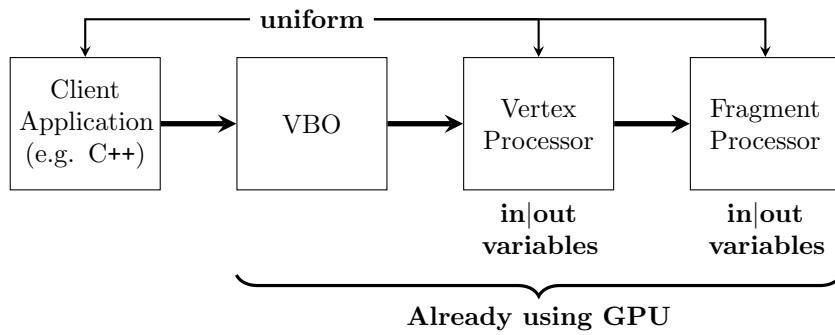 uniform
Client
Application
(e.g. C++)
VBO
Vertex
Processor
Fragment
Processor
in|out
variables
in|out
variables
Already using GPU